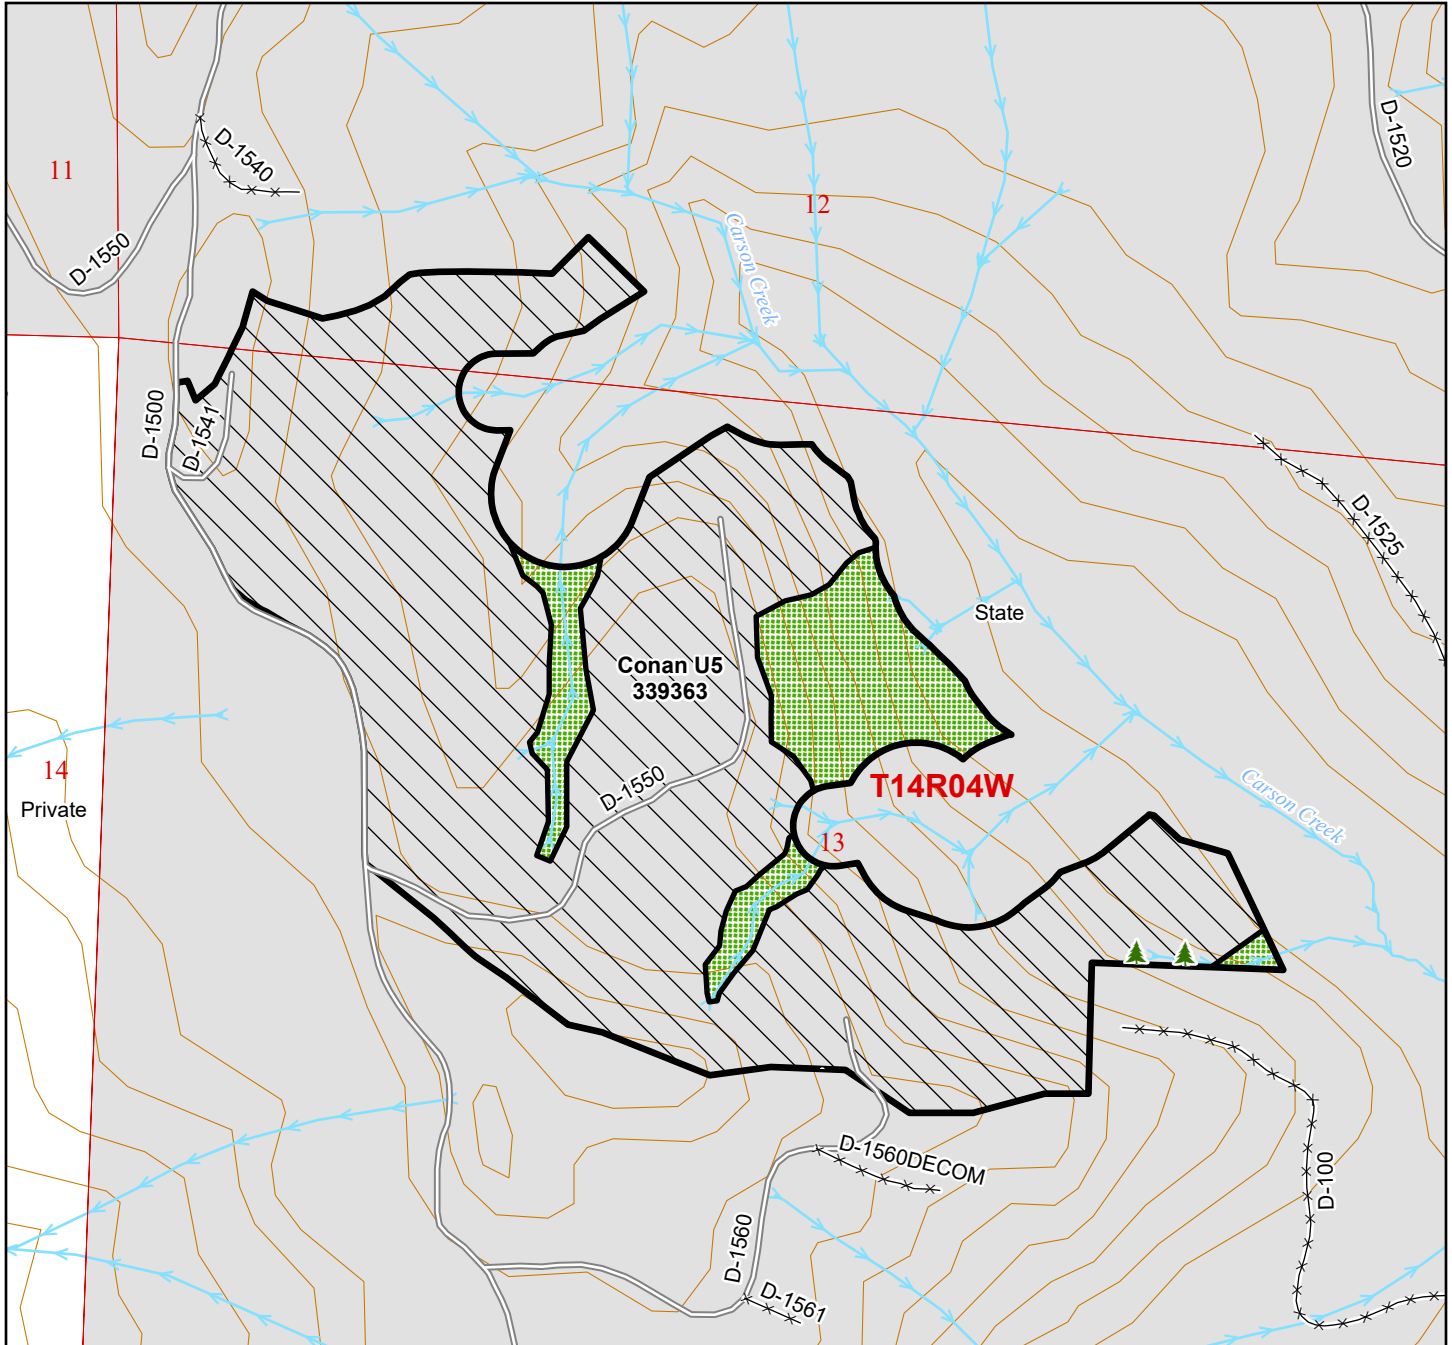 D-1520
D-1540
11
12
Carson Creek
D-1550
D-1500
D-1541
D-1525
State
Conan U5
339363
14
Private
D-1550
T14R04W
13
Carson Creek
D-1560DECOM
D-100
D-1560
D-1561